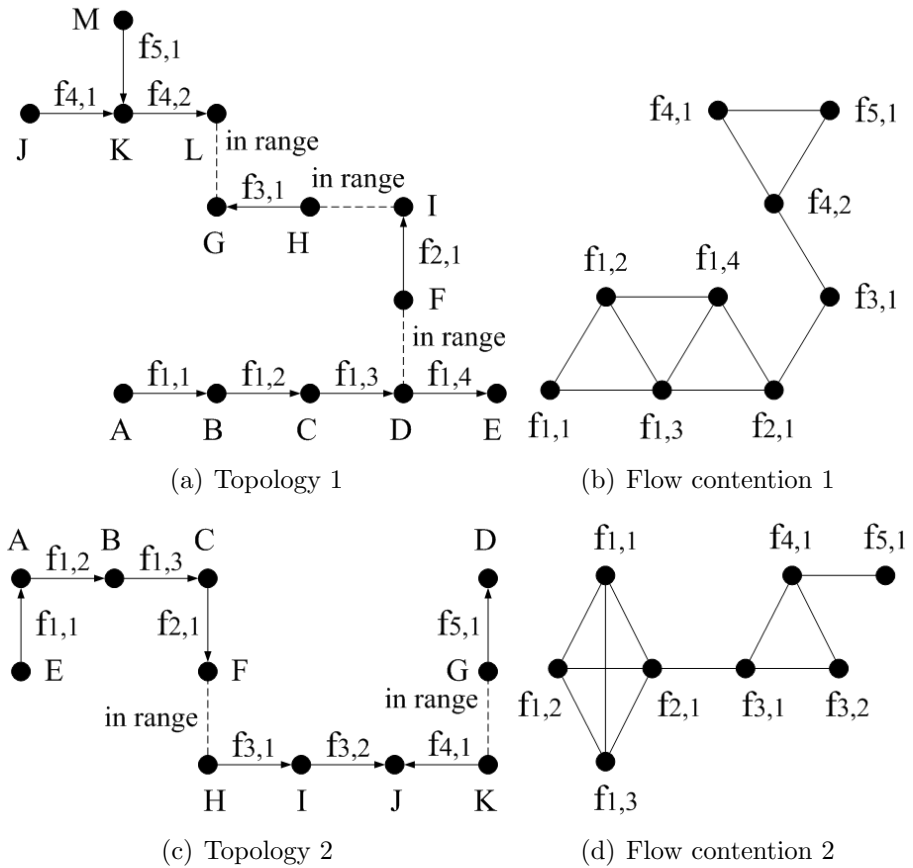 M
f5,1
f4,1 f4,2
J K L
in range
in range
f3,1
G H I
f2,1
F
in range
f1,1 f1,2 f1,3 f1,4
A B C D E
(a) Topology 1
f4,1 f5,1
f4,2
f1,2 f1,4
f3,1
f1,1 f1,3 f2,1
(b) Flow contention 1
A B C D
f1,2 f1,3
f1,1 f2,1 f5,1
E F G
in range in range
f3,1 f3,2 f4,1
H I J K
(c) Topology 2
f1,1 f4,1 f5,1
f1,2 f2,1 f3,1 f3,2
f1,3
(d) Flow contention 2